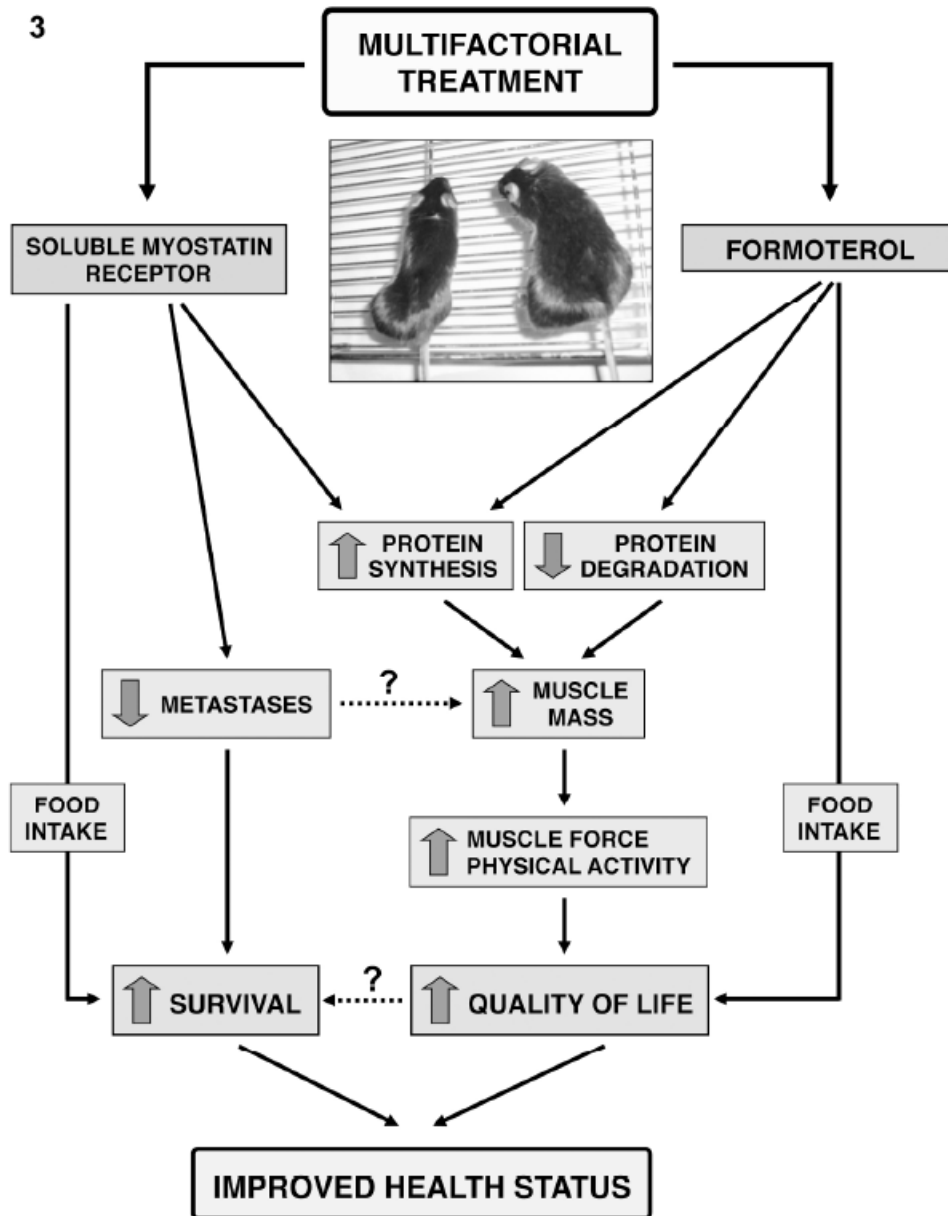 3
MULTIFACTORIAL
TREATMENT
SOLUBLE MYOSTATIN
RECEPTOR
FORMOTEROL
PROTEIN
SYNTHESIS
PROTEIN
DEGRADATION
METASTASES
?
MUSCLE
MASS
FOOD
INTAKE
MUSCLE FORCE
PHYSICAL ACTIVITY
FOOD
INTAKE
SURVIVAL
?
QUALITY OF LIFE
IMPROVED HEALTH STATUS